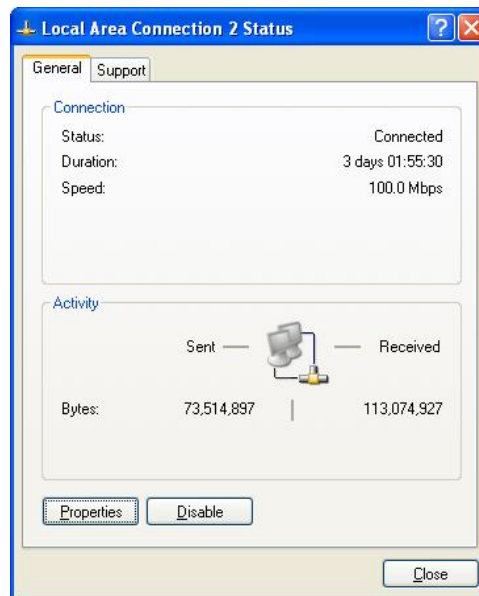 Local Area Connection 2 Status
General Support
Connection
Status: Connected
Duration: 3 days 01:55:30
Speed: 100.0 Mbps
Activity
Sent Received
Bytes: 73,514,897 113,074,927
Properties Disable
Close